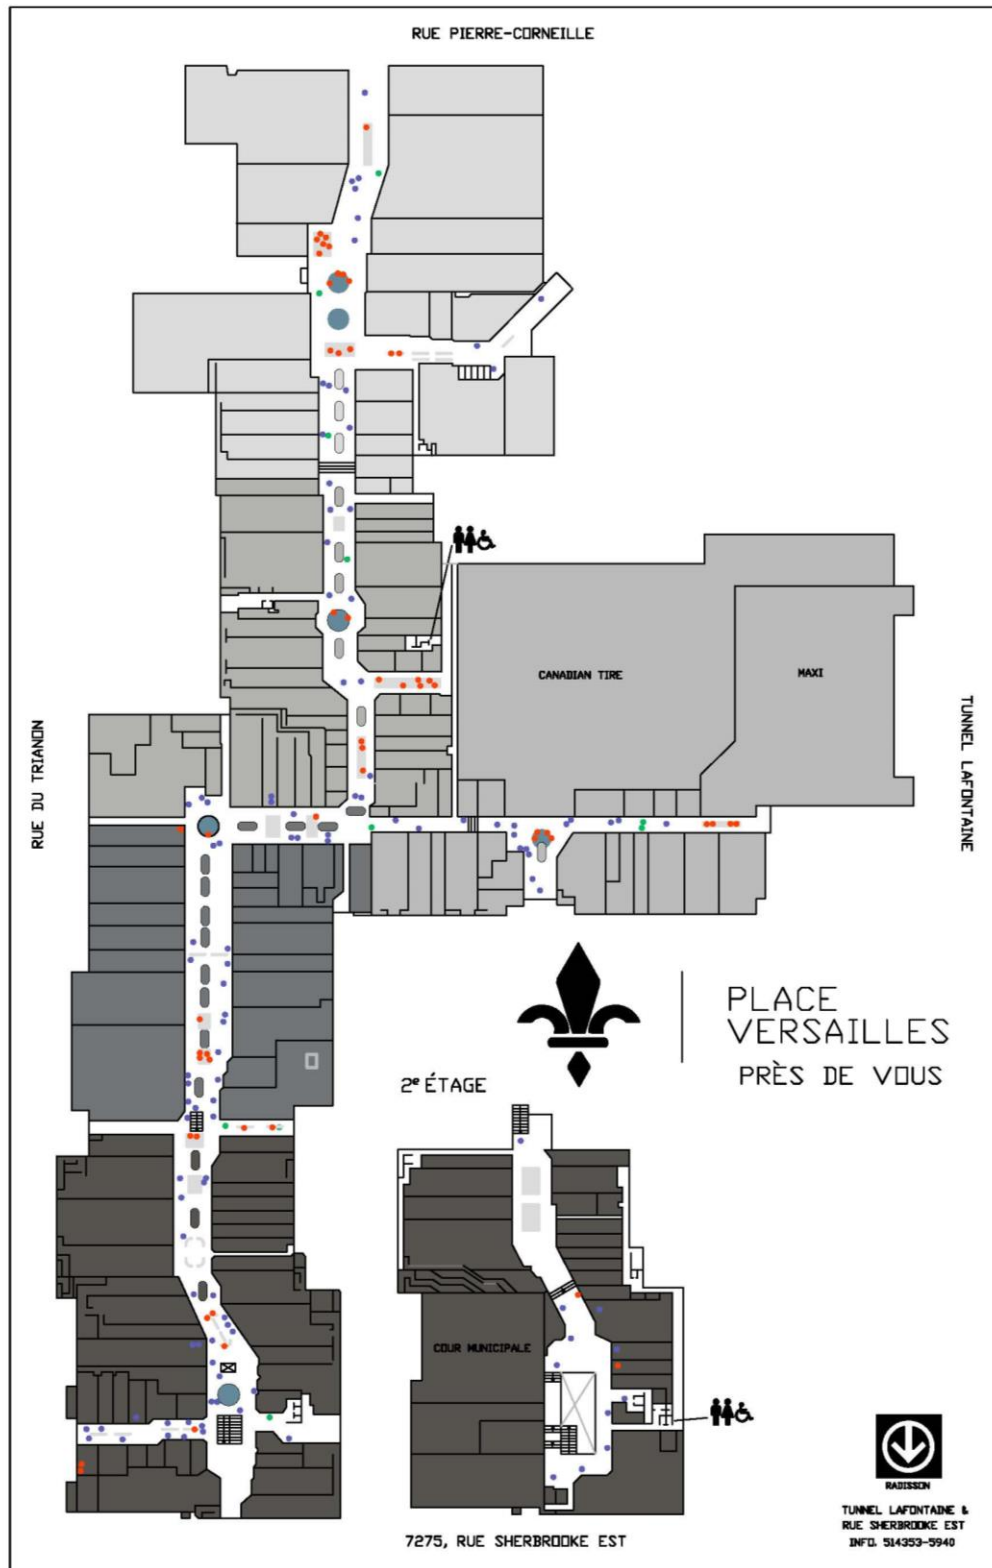 RUE PIERRE-CORNEILLE
CANADIAN TIRE
MAXI
RUE DU TRIANON
TUNNEL LAFONTAINE
PLACE
VERSAILLES
PRÈS DE VOUS
2e ÉTAGE
COUR MUNICIPALE
RADISSON
TUNNEL LAFONTAINE &
RUE SHERBROOKE EST
INFO. 514353-5940
7275, RUE SHERBROOKE EST